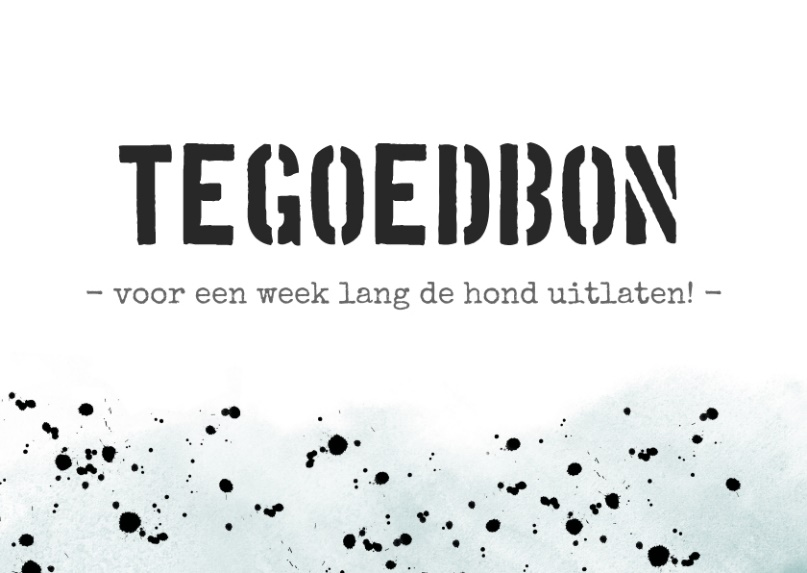 TEGOEDBON
– voor een week lang de hond uitlaten! –